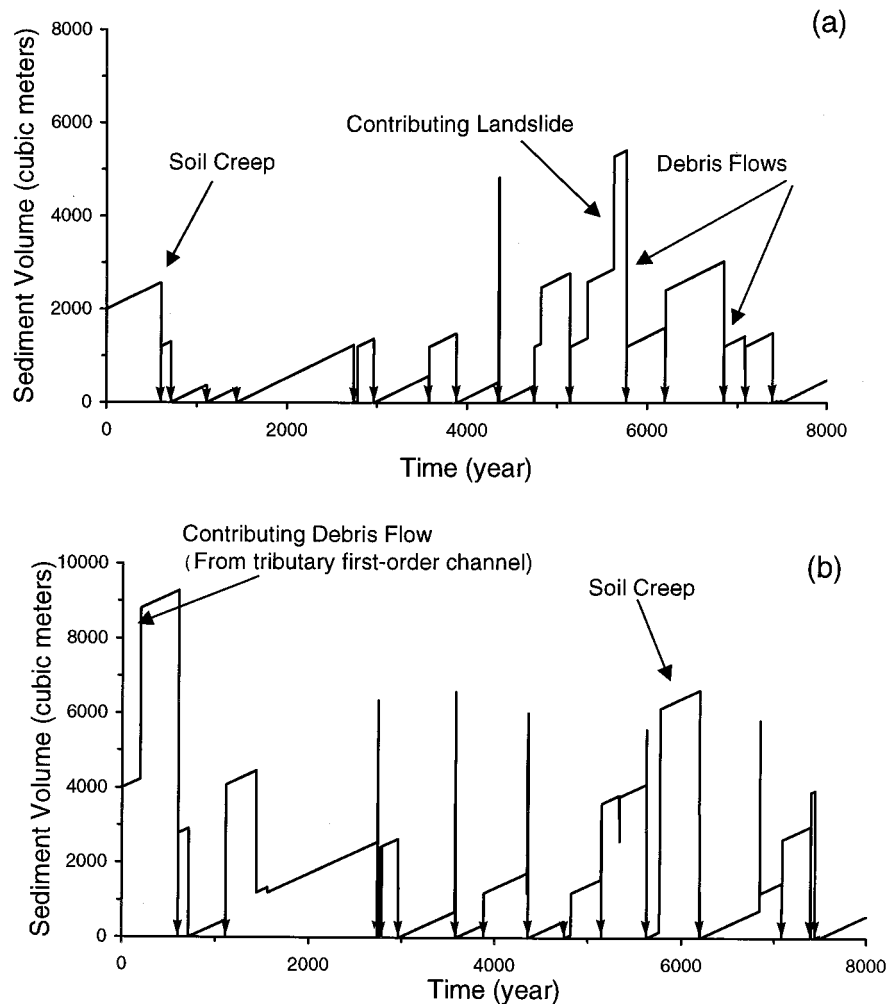 (a)
8000
6000
4000
2000
0
Sediment Volume (cubic meters)
Contributing Landslide
Soil Creep
Debris Flows
0 2000 4000 6000 8000
Time (year)
Contributing Debris Flow
(From tributary first-order channel)
(b)
Soil Creep
10000
8000
6000
4000
2000
0
Sediment Volume (cubic meters)
0 2000 4000 6000 8000
Time (year)